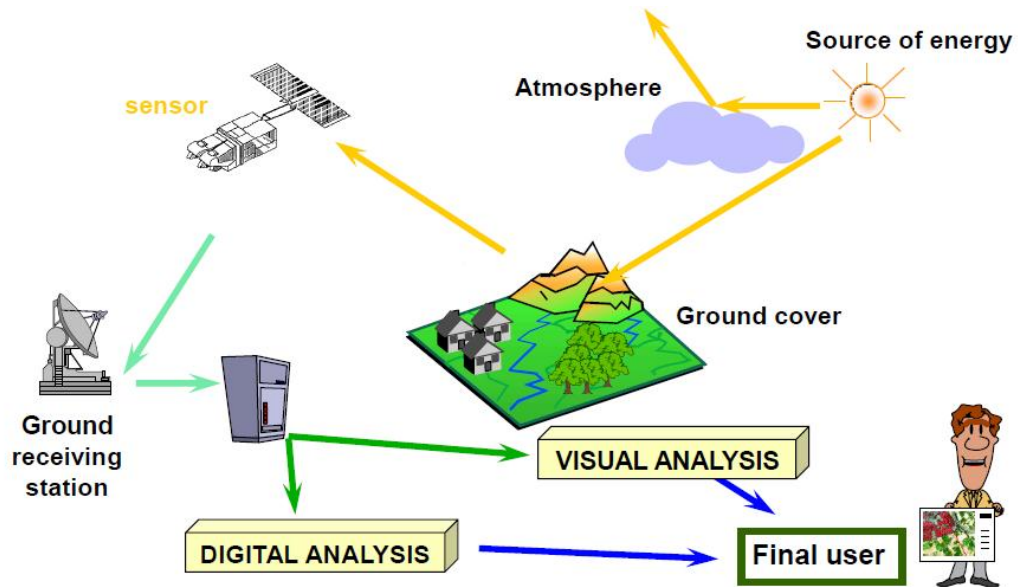 Source of energy
Atmosphere
sensor
Ground cover
Ground
receiving
station
VISUAL ANALYSIS
DIGITAL ANALYSIS
Final user